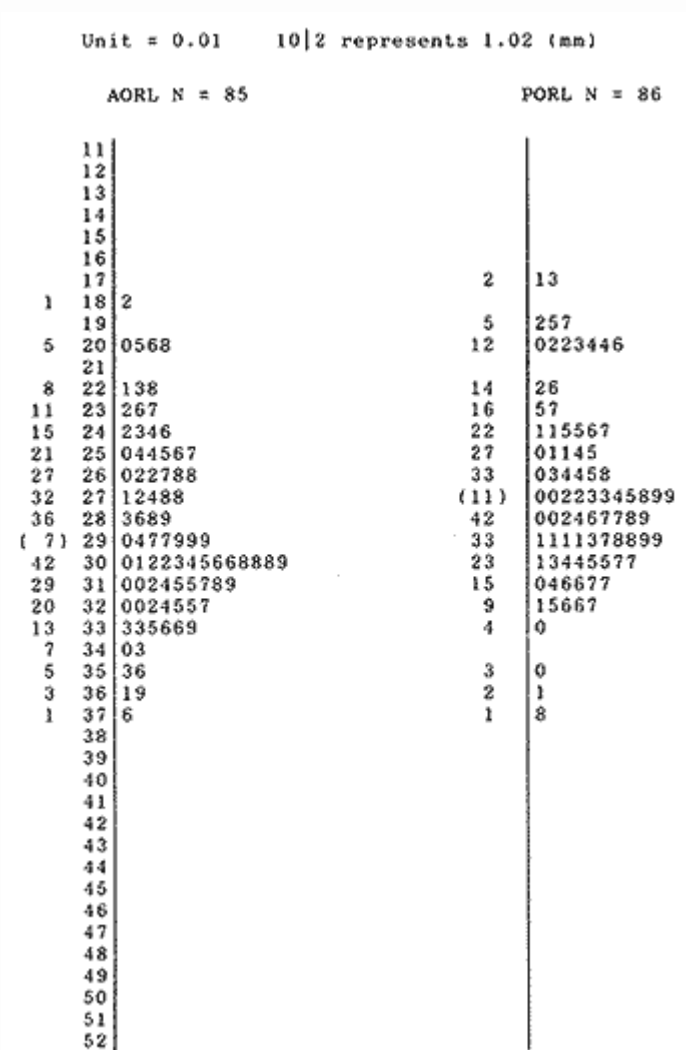 Unit = 0.01 10|2 represents 1.02 (mm)
AORL N = 85 PORL N = 86
11|
12|
13|
14|
15|
16|
17| 2 |13
1 18|2
19| 5 |257
5 20|0568 12 |0223446
21|
8 22|138 14 |26
11 23|267 16 |57
15 24|2346 22 |115567
21 25|044567 27 |01145
27 26|022788 33 |034458
32 27|12488 (11) |00223345899
36 28|3689 42 |002467789
( 7) 29|0477999 33 |1111378899
42 30|0122345668889 23 |13445577
29 31|002455789 15 |046677
20 32|0024557 9 |15667
13 33|335669 4 |0
7 34|03
5 35|36 3 |0
3 36|19 2 |1
1 37|6 1 |8
38|
39|
40|
41|
42|
43|
44|
45|
46|
47|
48|
49|
50|
51|
52|